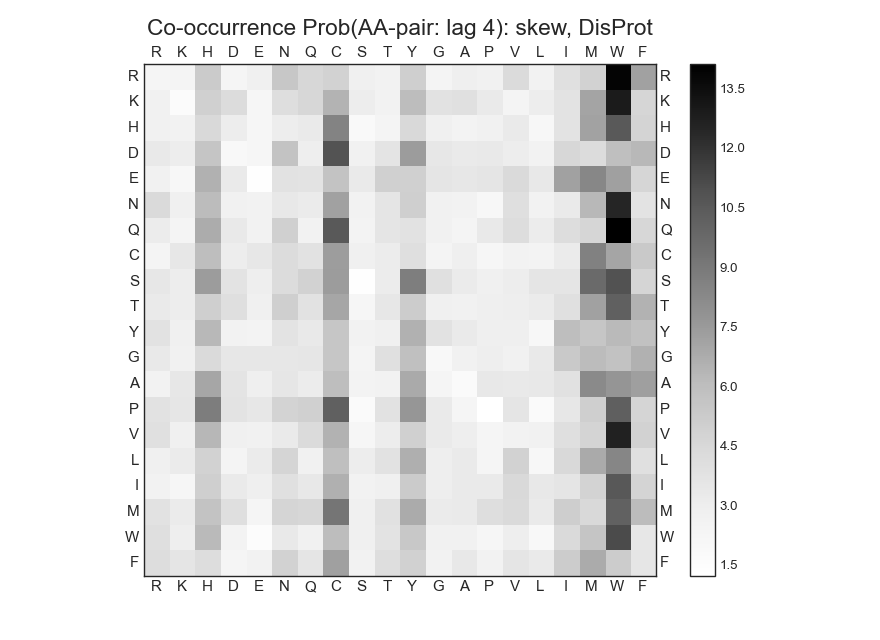 Co-occurrence Prob(AA-pair: lag 4): skew, DisProt
R K H D E N Q C S T Y G A P V L I M W F
R R
K K
H H
D D
E E
N N
Q Q
C C
S S
T T
Y Y
G G
A A
P P
V V
L L
I I
M M
W W
F F
R K H D E N Q C S T Y G A P V L I M W F
13.5
12.0
10.5
9.0
7.5
6.0
4.5
3.0
1.5